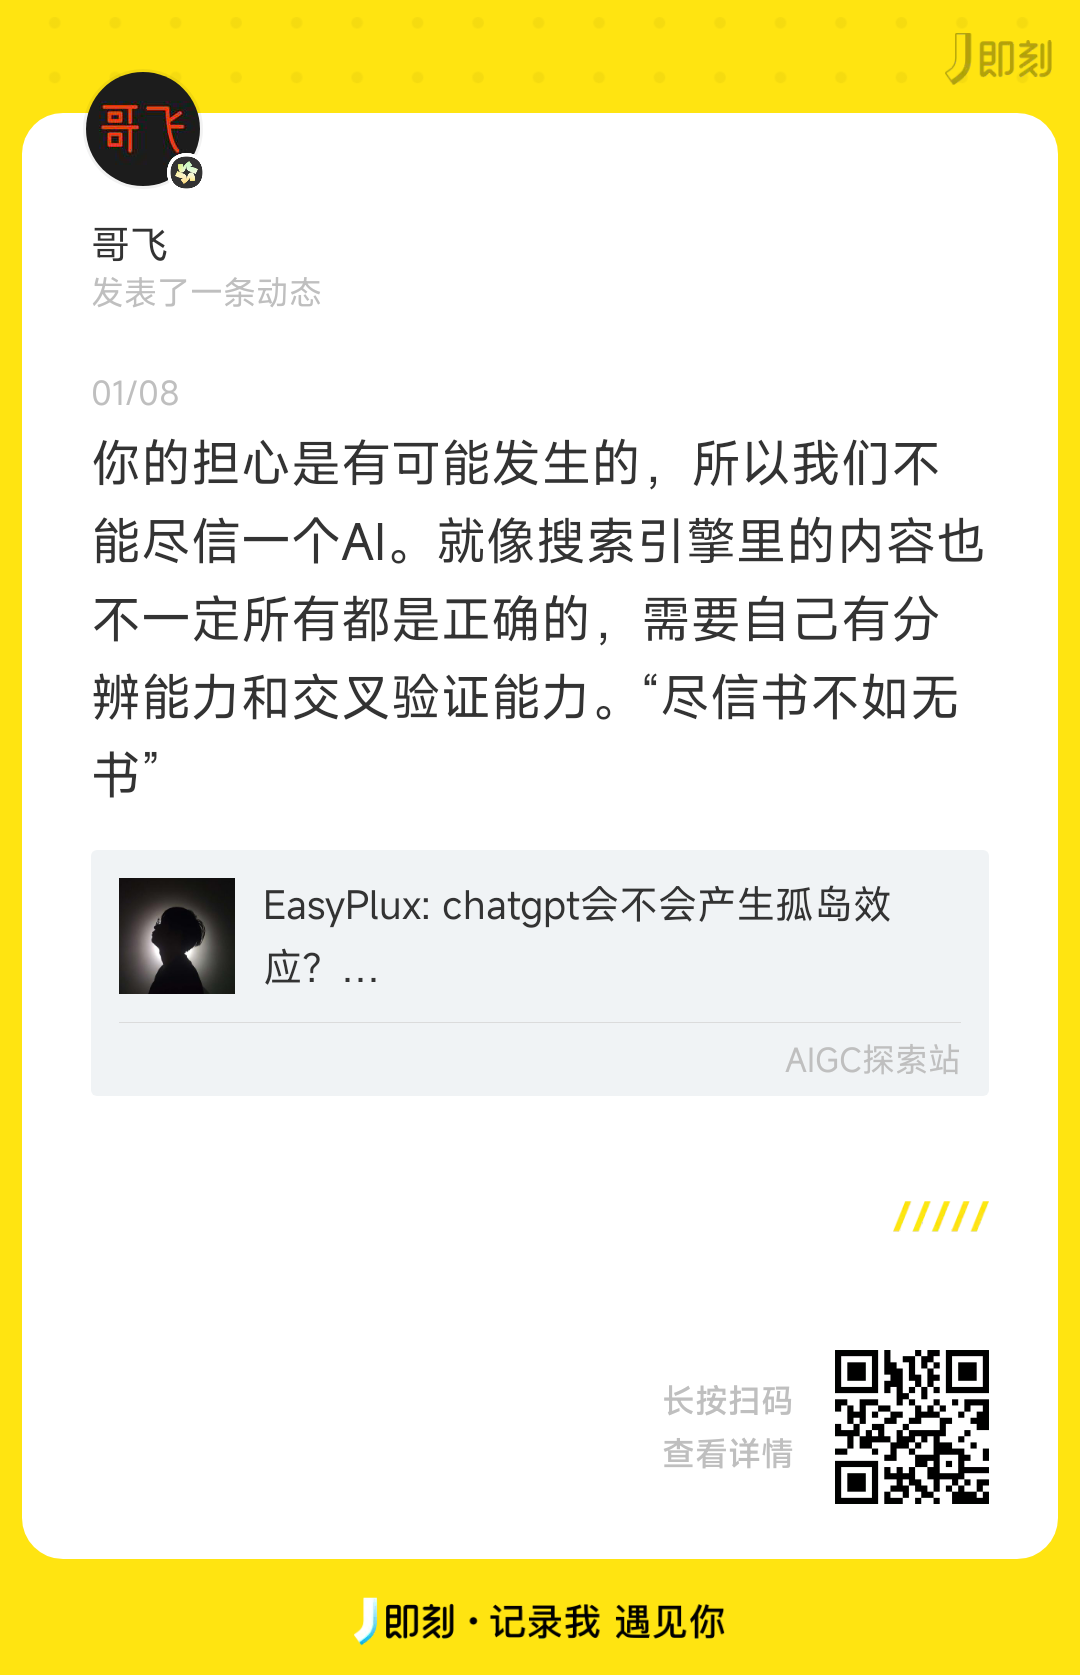 即刻
哥飞
哥飞
发表了一条动态
01/08
你的担心是有可能发生的，所以我们不
能尽信一个AI。就像搜索引擎里的内容也
不一定所有都是正确的，需要自己有分
辨能力和交叉验证能力。“尽信书不如无
书”
EasyPlux: chatgpt会不会产生孤岛效
应？...
AIGC探索站
长按扫码
查看详情
即刻·记录我 遇见你